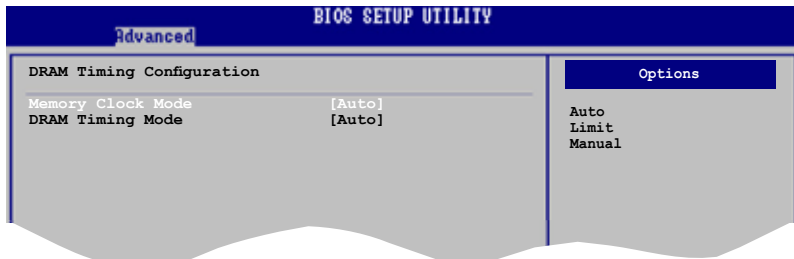 BIOS SETUP UTILITY
Advanced
DRAM Timing Configuration
Memory Clock Mode [Auto]
DRAM Timing Mode [Auto]
Options
Auto
Limit
Manual